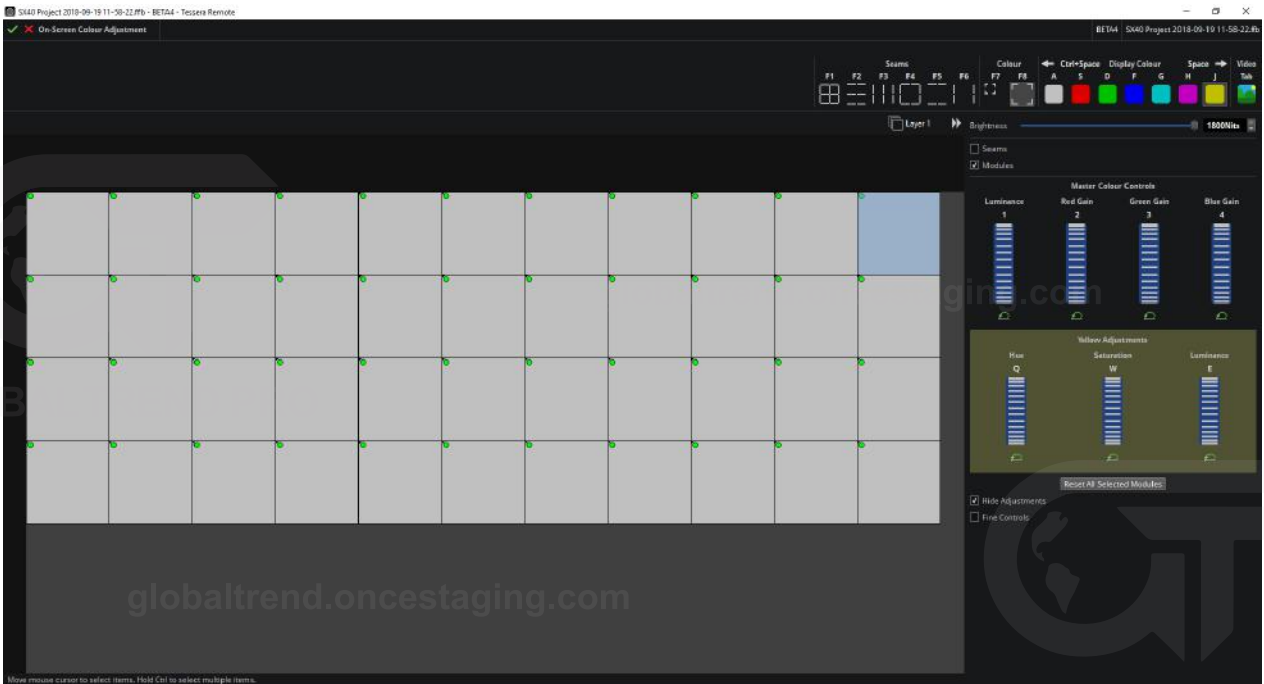 SX40 Project 2018-09-19 11-58-22.ffb - BETA4 - Tessera Remote
On-Screen Colour Adjustment
BETA4 SX40 Project 2018-09-19 11-58-22.ffb
Seams Colour Ctrl+Space Display Colour Space Video
F1 F2 F3 F4 F5 F6 F7 F8 A S D F G H J Tab
Layer 1
Brightness 1800Nits
Seams
Modules
Master Colour Controls
Luminance Red Gain Green Gain Blue Gain
1 2 3 4
ging.com
Yellow Adjustments
Hue Saturation Luminance
Q W E
Reset All Selected Modules
Hide Adjustments
Fine Controls
globaltrend.oncestaging.com
Move mouse cursor to select items. Hold Ctrl to select multiple items.